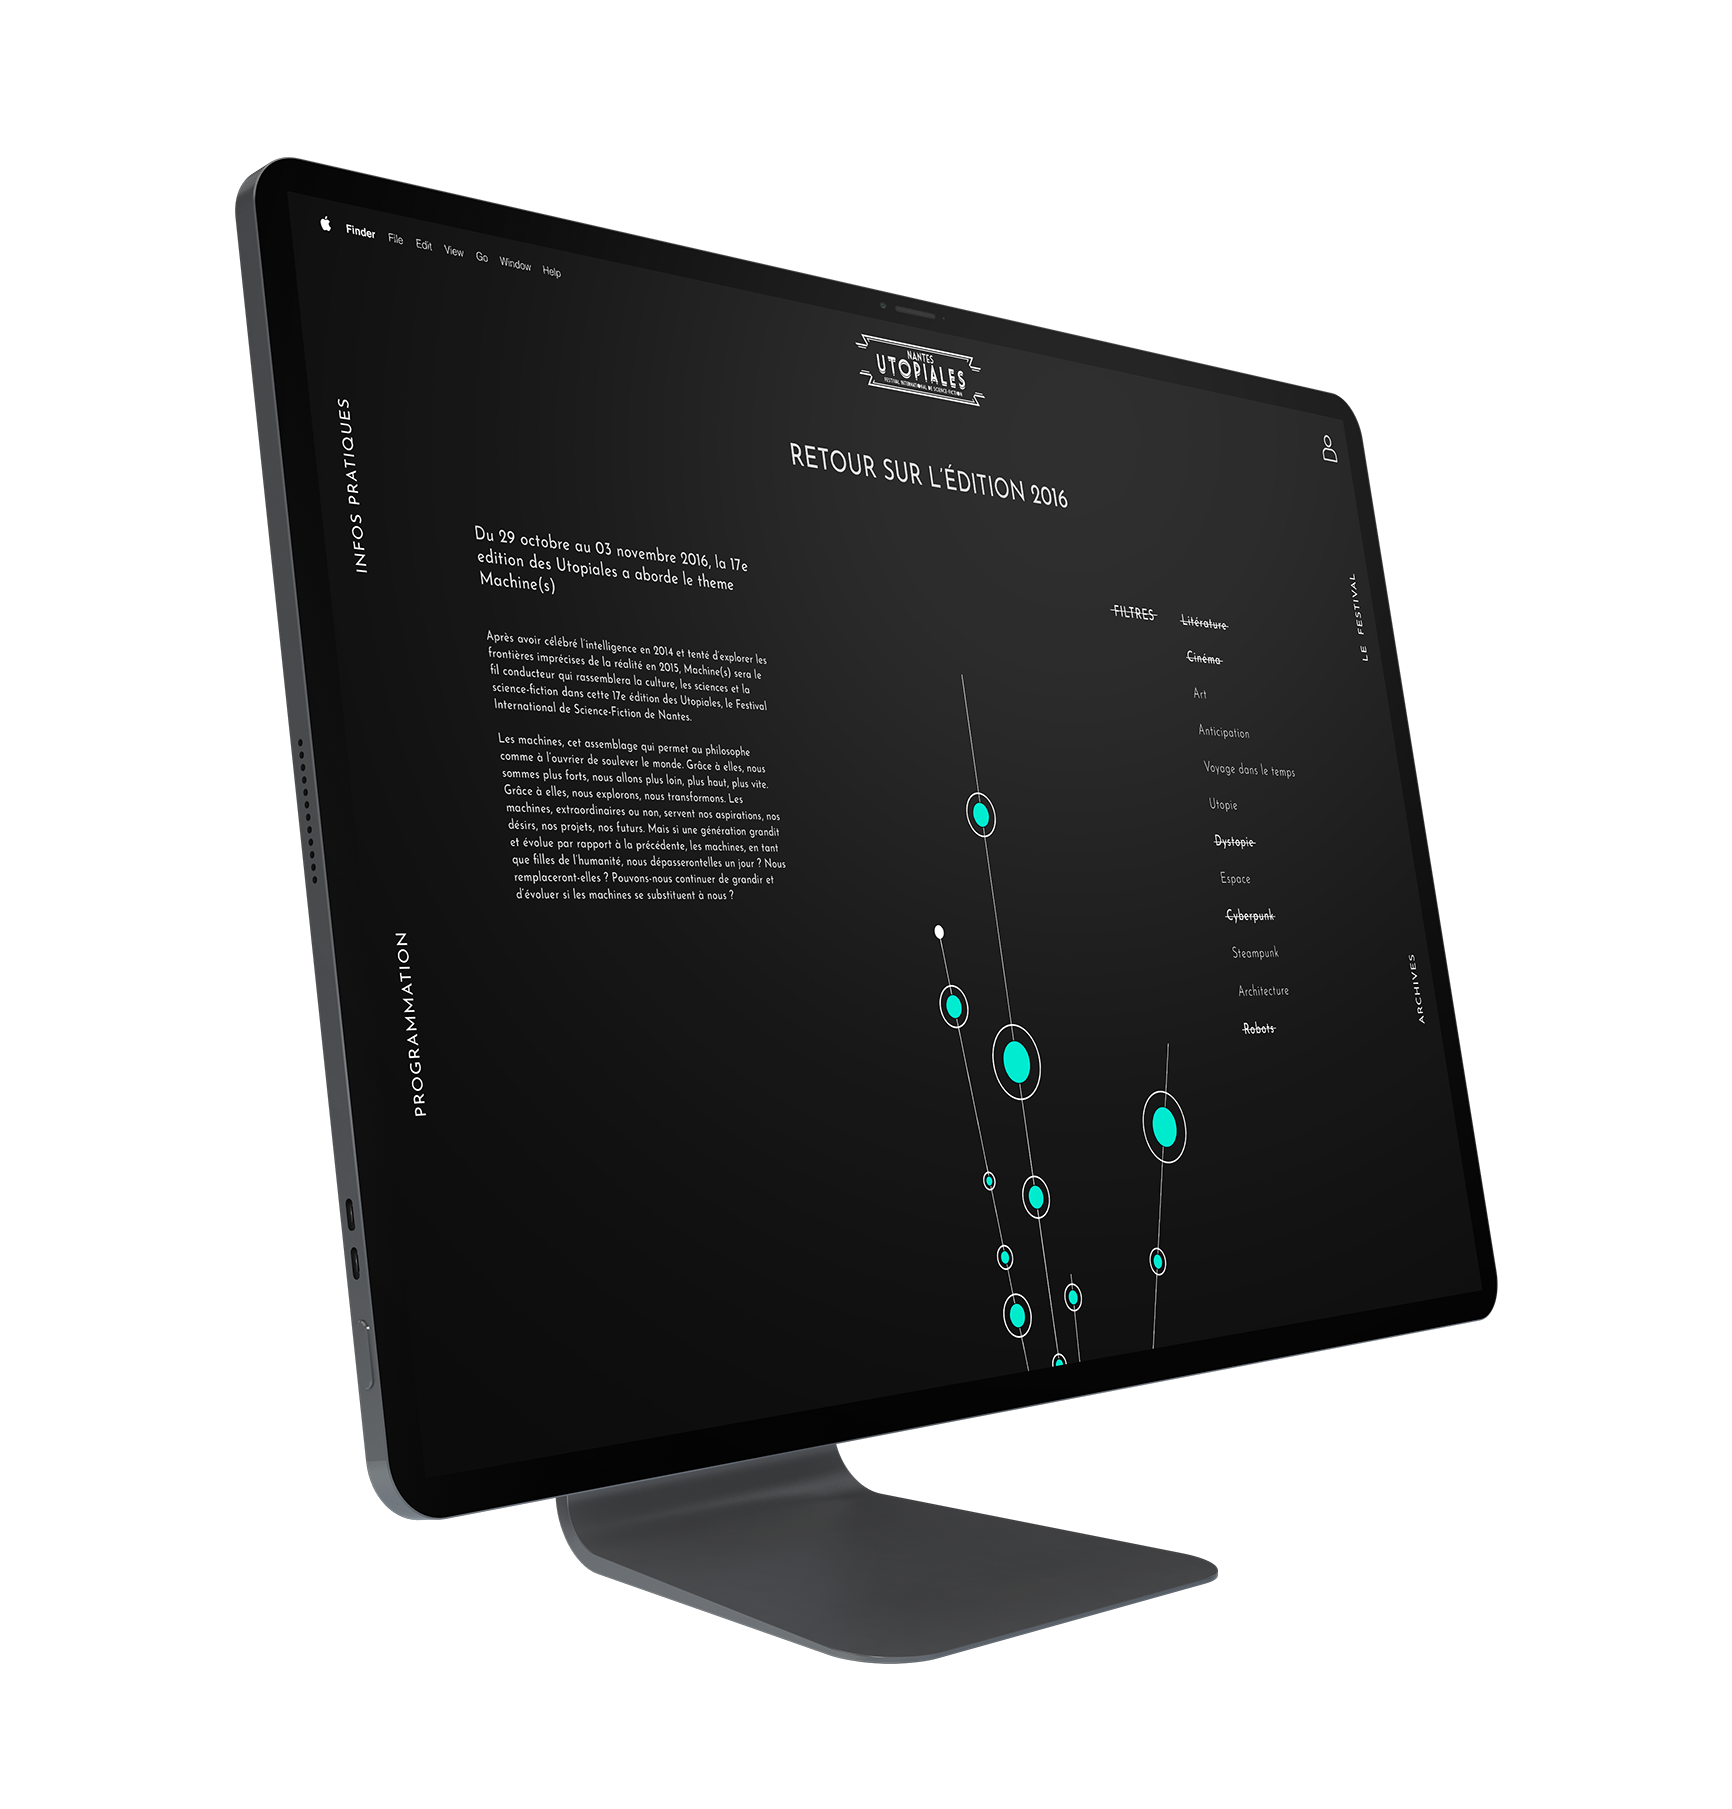 Finder File Edit View Go Window Help
NANTES
UTOPIALES
FESTIVAL INTERNATIONAL DE SCIENCE-FICTION
RETOUR SUR L'ÉDITION 2016
INFOS PRATIQUES
PROGRAMMATION
Du 29 octobre au 03 novembre 2016, la 17e
edition des Utopiales a aborde le theme
Machine(s)
Après avoir célébré l'intelligence en 2014 et tenté d'explorer les
frontières imprécises de la réalité en 2015, Machine(s) sera le
fil conducteur qui rassemblera la culture, les sciences et la
science-fiction dans cette 17e édition des Utopiales, le Festival
International de Science-Fiction de Nantes.
Les machines, cet assemblage qui permet au philosophe
comme à l'ouvrier de soulever le monde. Grâce à elles, nous
sommes plus forts, nous allons plus loin, plus haut, plus vite.
Grâce à elles, nous explorons, nous transformons. Les
machines, extraordinaires ou non, servent nos aspirations, nos
désirs, nos projets, nos futurs. Mais si une génération grandit
et évolue par rapport à la précédente, les machines, en tant
que filles de l'humanité, nous dépasserontelles un jour ? Nous
remplaceront-elles ? Pouvons-nous continuer de grandir et
d'évoluer si les machines se substituent à nous ?
FILTRES
Litérature
Cinéma
Art
Anticipation
Voyage dans le temps
Utopie
Dystopie
Espace
Cyberpunk
Steampunk
Architecture
Robots
LE FESTIVAL
ARCHIVES